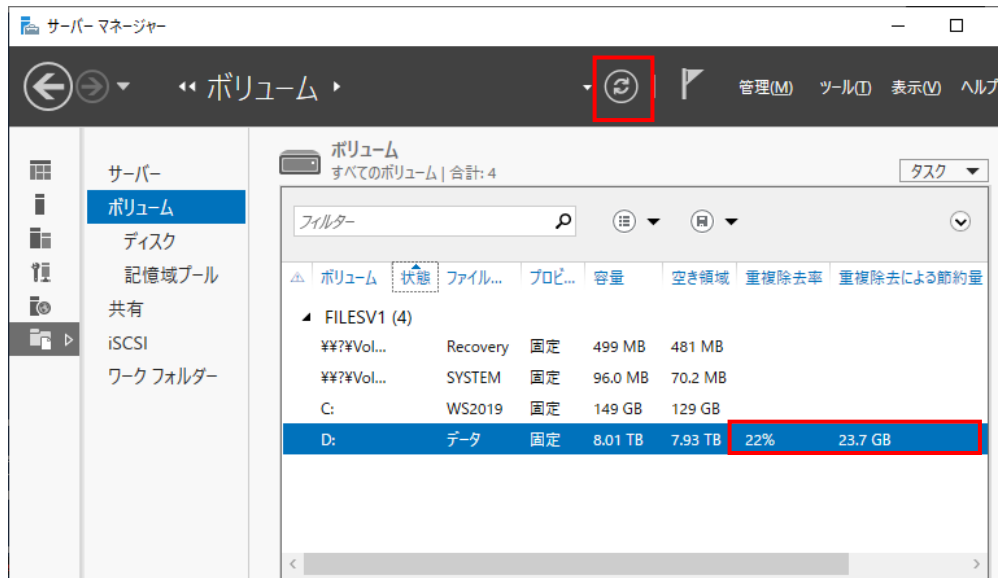 サーバー マネージャー
ボリューム
管理(M) ツール(T) 表示(V) ヘルプ
サーバー
ボリューム
ディスク
記憶域プール
共有
iSCSI
ワーク フォルダー
ボリューム
すべてのボリューム | 合計: 4
タスク
フィルター
ボリューム 状態 ファイル... プロビ... 容量 空き領域 重複除去率 重複除去による節約量
FILESV1 (4)
¥¥?¥Vol... Recovery 固定 499 MB 481 MB
¥¥?¥Vol... SYSTEM 固定 96.0 MB 70.2 MB
C: WS2019 固定 149 GB 129 GB
D: データ 固定 8.01 TB 7.93 TB 22% 23.7 GB